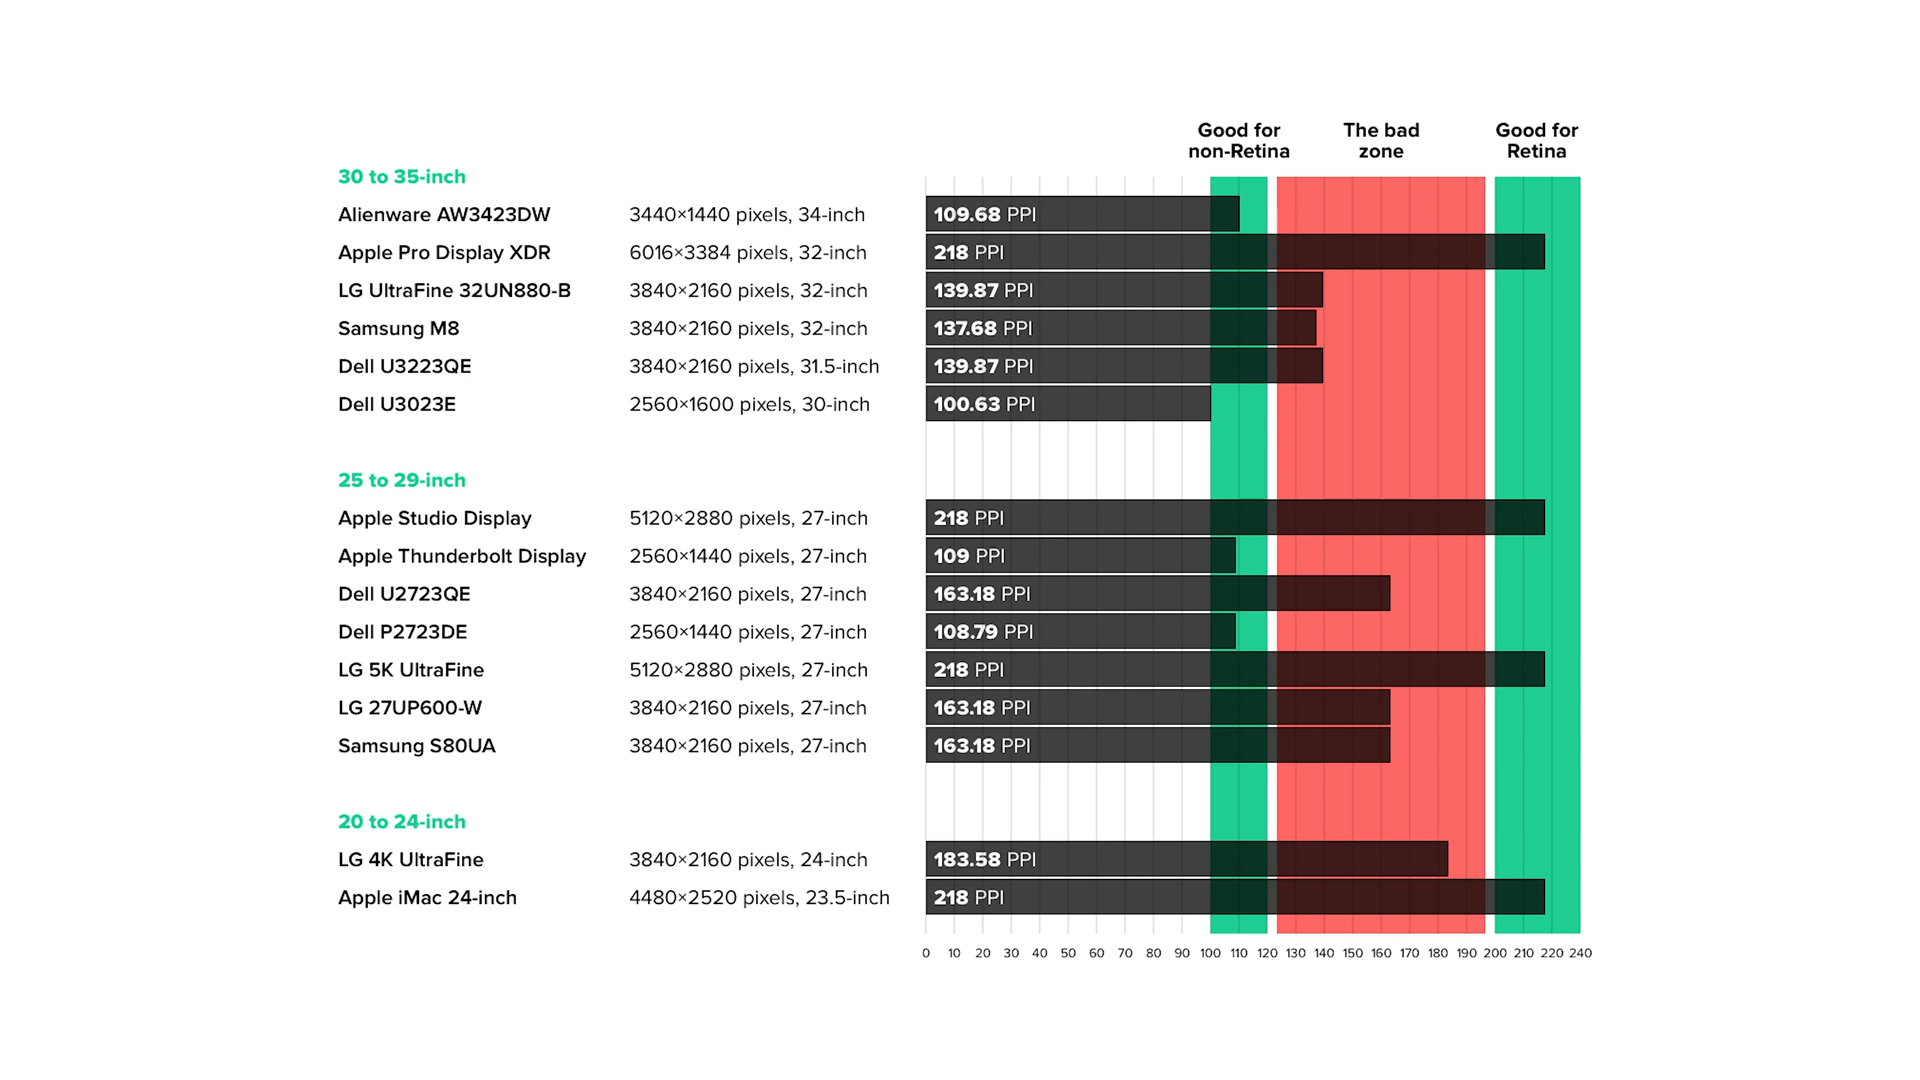 Good for
non-Retina
The bad
zone
Good for
Retina
30 to 35-inch
Alienware AW3423DW 3440×1440 pixels, 34-inch 109.68 PPI
Apple Pro Display XDR 6016×3384 pixels, 32-inch 218 PPI
LG UltraFine 32UN880-B 3840×2160 pixels, 32-inch 139.87 PPI
Samsung M8 3840×2160 pixels, 32-inch 137.68 PPI
Dell U3223QE 3840×2160 pixels, 31.5-inch 139.87 PPI
Dell U3023E 2560×1600 pixels, 30-inch 100.63 PPI
25 to 29-inch
Apple Studio Display 5120×2880 pixels, 27-inch 218 PPI
Apple Thunderbolt Display 2560×1440 pixels, 27-inch 109 PPI
Dell U2723QE 3840×2160 pixels, 27-inch 163.18 PPI
Dell P2723DE 2560×1440 pixels, 27-inch 108.79 PPI
LG 5K UltraFine 5120×2880 pixels, 27-inch 218 PPI
LG 27UP600-W 3840×2160 pixels, 27-inch 163.18 PPI
Samsung S80UA 3840×2160 pixels, 27-inch 163.18 PPI
20 to 24-inch
LG 4K UltraFine 3840×2160 pixels, 24-inch 183.58 PPI
Apple iMac 24-inch 4480×2520 pixels, 23.5-inch 218 PPI
0 10 20 30 40 50 60 70 80 90 100 110 120 130 140 150 160 170 180 190 200 210 220 240